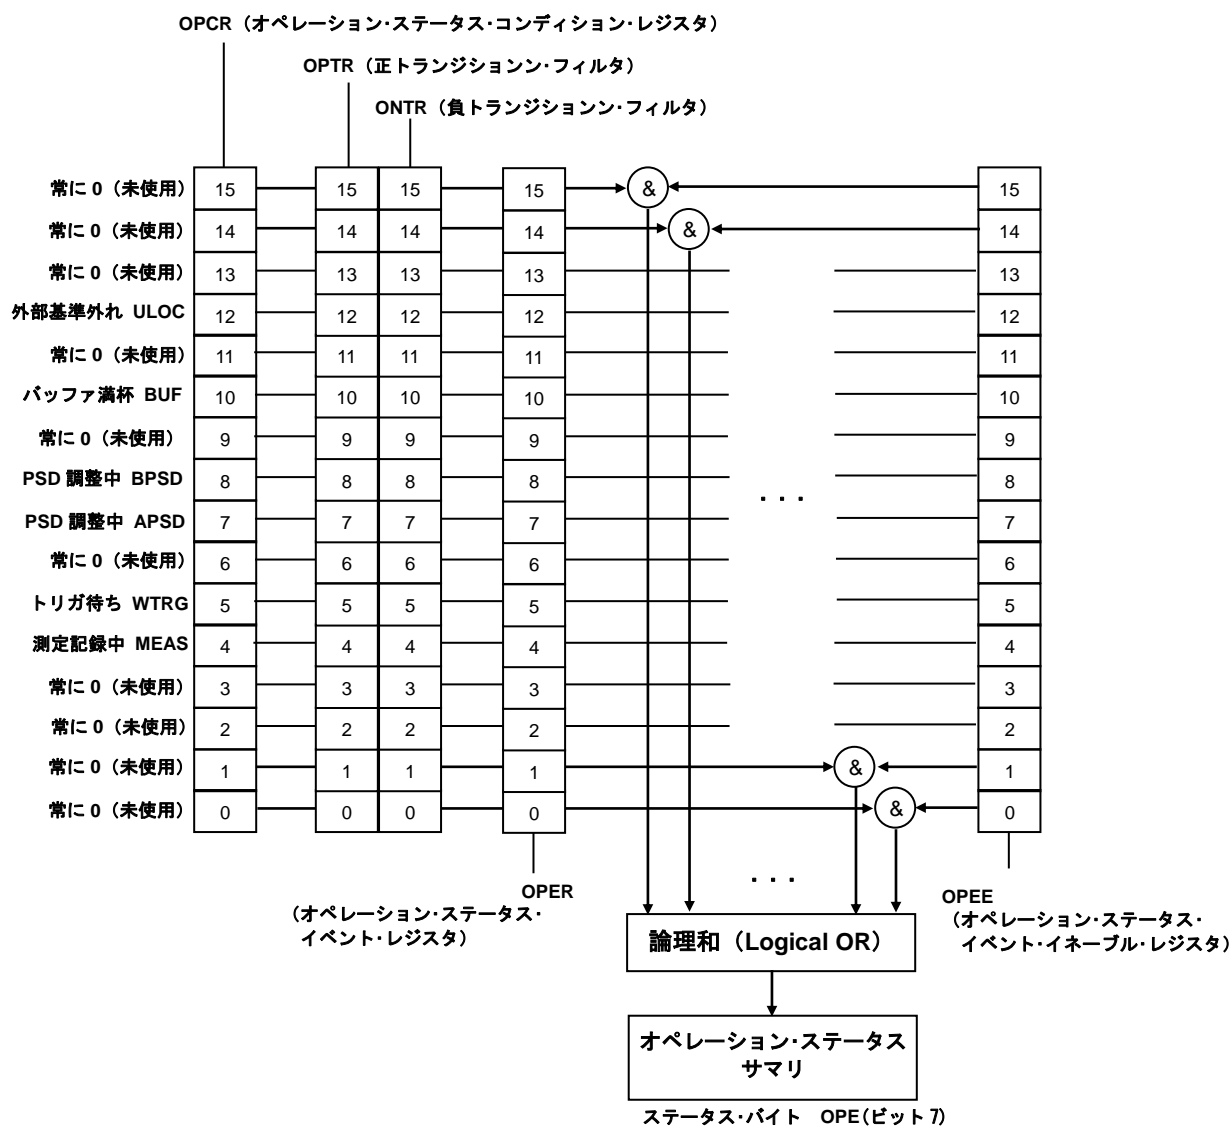 OPCR（オペレーション・ステータス・コンディション・レジスタ）
OPTR（正トランジションン・フィルタ）
ONTR（負トランジションン・フィルタ）
常に 0（未使用） 15 15 15 15 & 15
常に 0（未使用） 14 14 14 14 & 14
常に 0（未使用） 13 13 13 13 13
外部基準外れ ULOC 12 12 12 12 12
常に 0（未使用） 11 11 11 11 11
バッファ満杯 BUF 10 10 10 10 10
常に 0（未使用） 9 9 9 9 9
PSD 調整中 BPSD 8 8 8 8 8
・・・
PSD 調整中 APSD 7 7 7 7 7
常に 0（未使用） 6 6 6 6 6
トリガ待ち WTRG 5 5 5 5 5
測定記録中 MEAS 4 4 4 4 4
常に 0（未使用） 3 3 3 3 3
常に 0（未使用） 2 2 2 2 2
常に 0（未使用） 1 1 1 1 & 1
常に 0（未使用） 0 0 0 0 & 0
・・・
OPER
（オペレーション・ステータス・
イベント・レジスタ）
OPEE
（オペレーション・ステータス・
イベント・イネーブル・レジスタ）
論理和（Logical OR）
オペレーション・ステータス
サマリ
ステータス・バイト OPE（ビット 7）